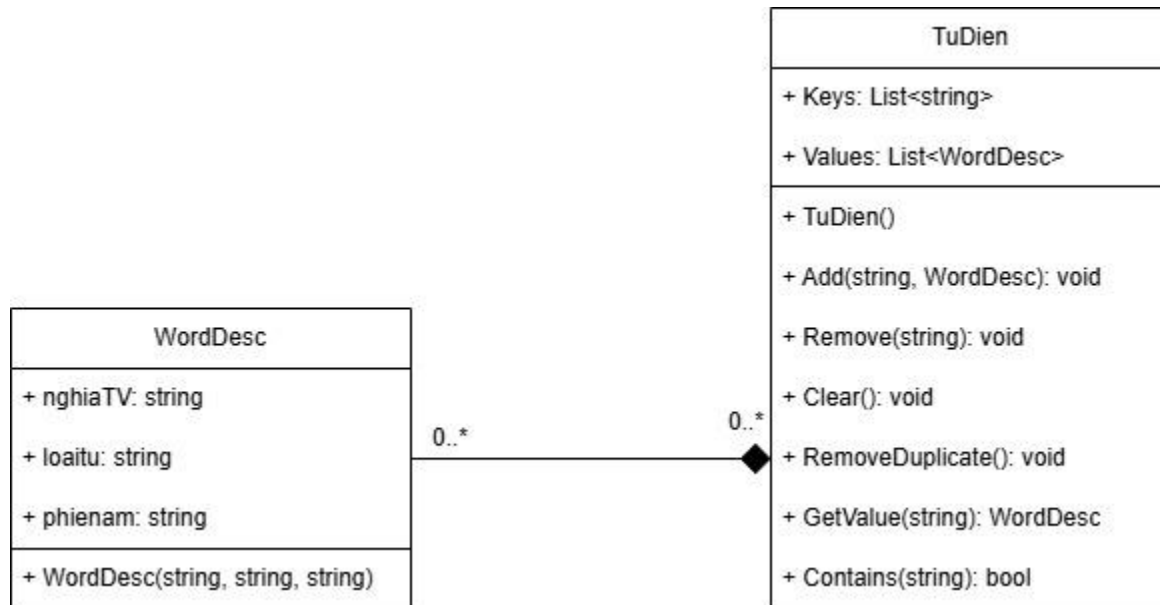 TuDien
+ Keys: List<string>
+ Values: List<WordDesc>
+ TuDien()
+ Add(string, WordDesc): void
+ Remove(string): void
+ Clear(): void
+ RemoveDuplicate(): void
+ GetValue(string): WordDesc
+ Contains(string): bool
WordDesc
+ nghiaTV: string
+ loaitu: string
+ phienam: string
+ WordDesc(string, string, string)
0..*
0..*